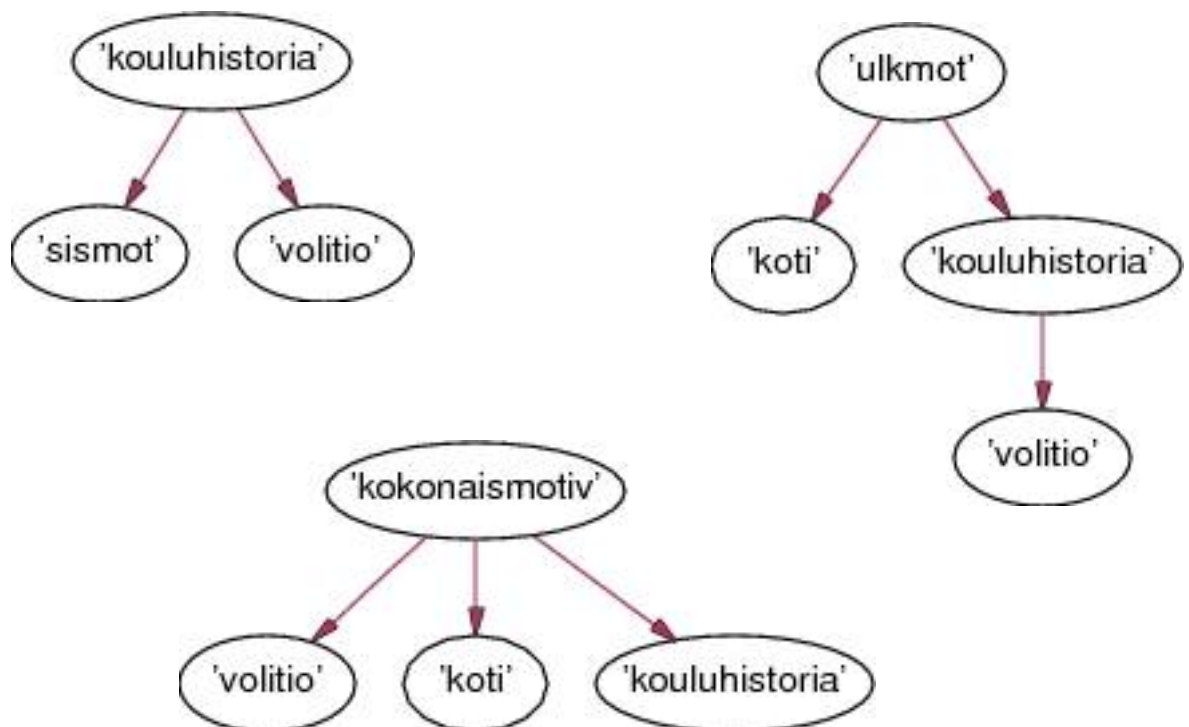 'kouluhistoria'
'sismot'
'volitio'
'ulkmot'
'koti'
'kouluhistoria'
'volitio'
'kokonaismotiv'
'volitio'
'koti'
'kouluhistoria'